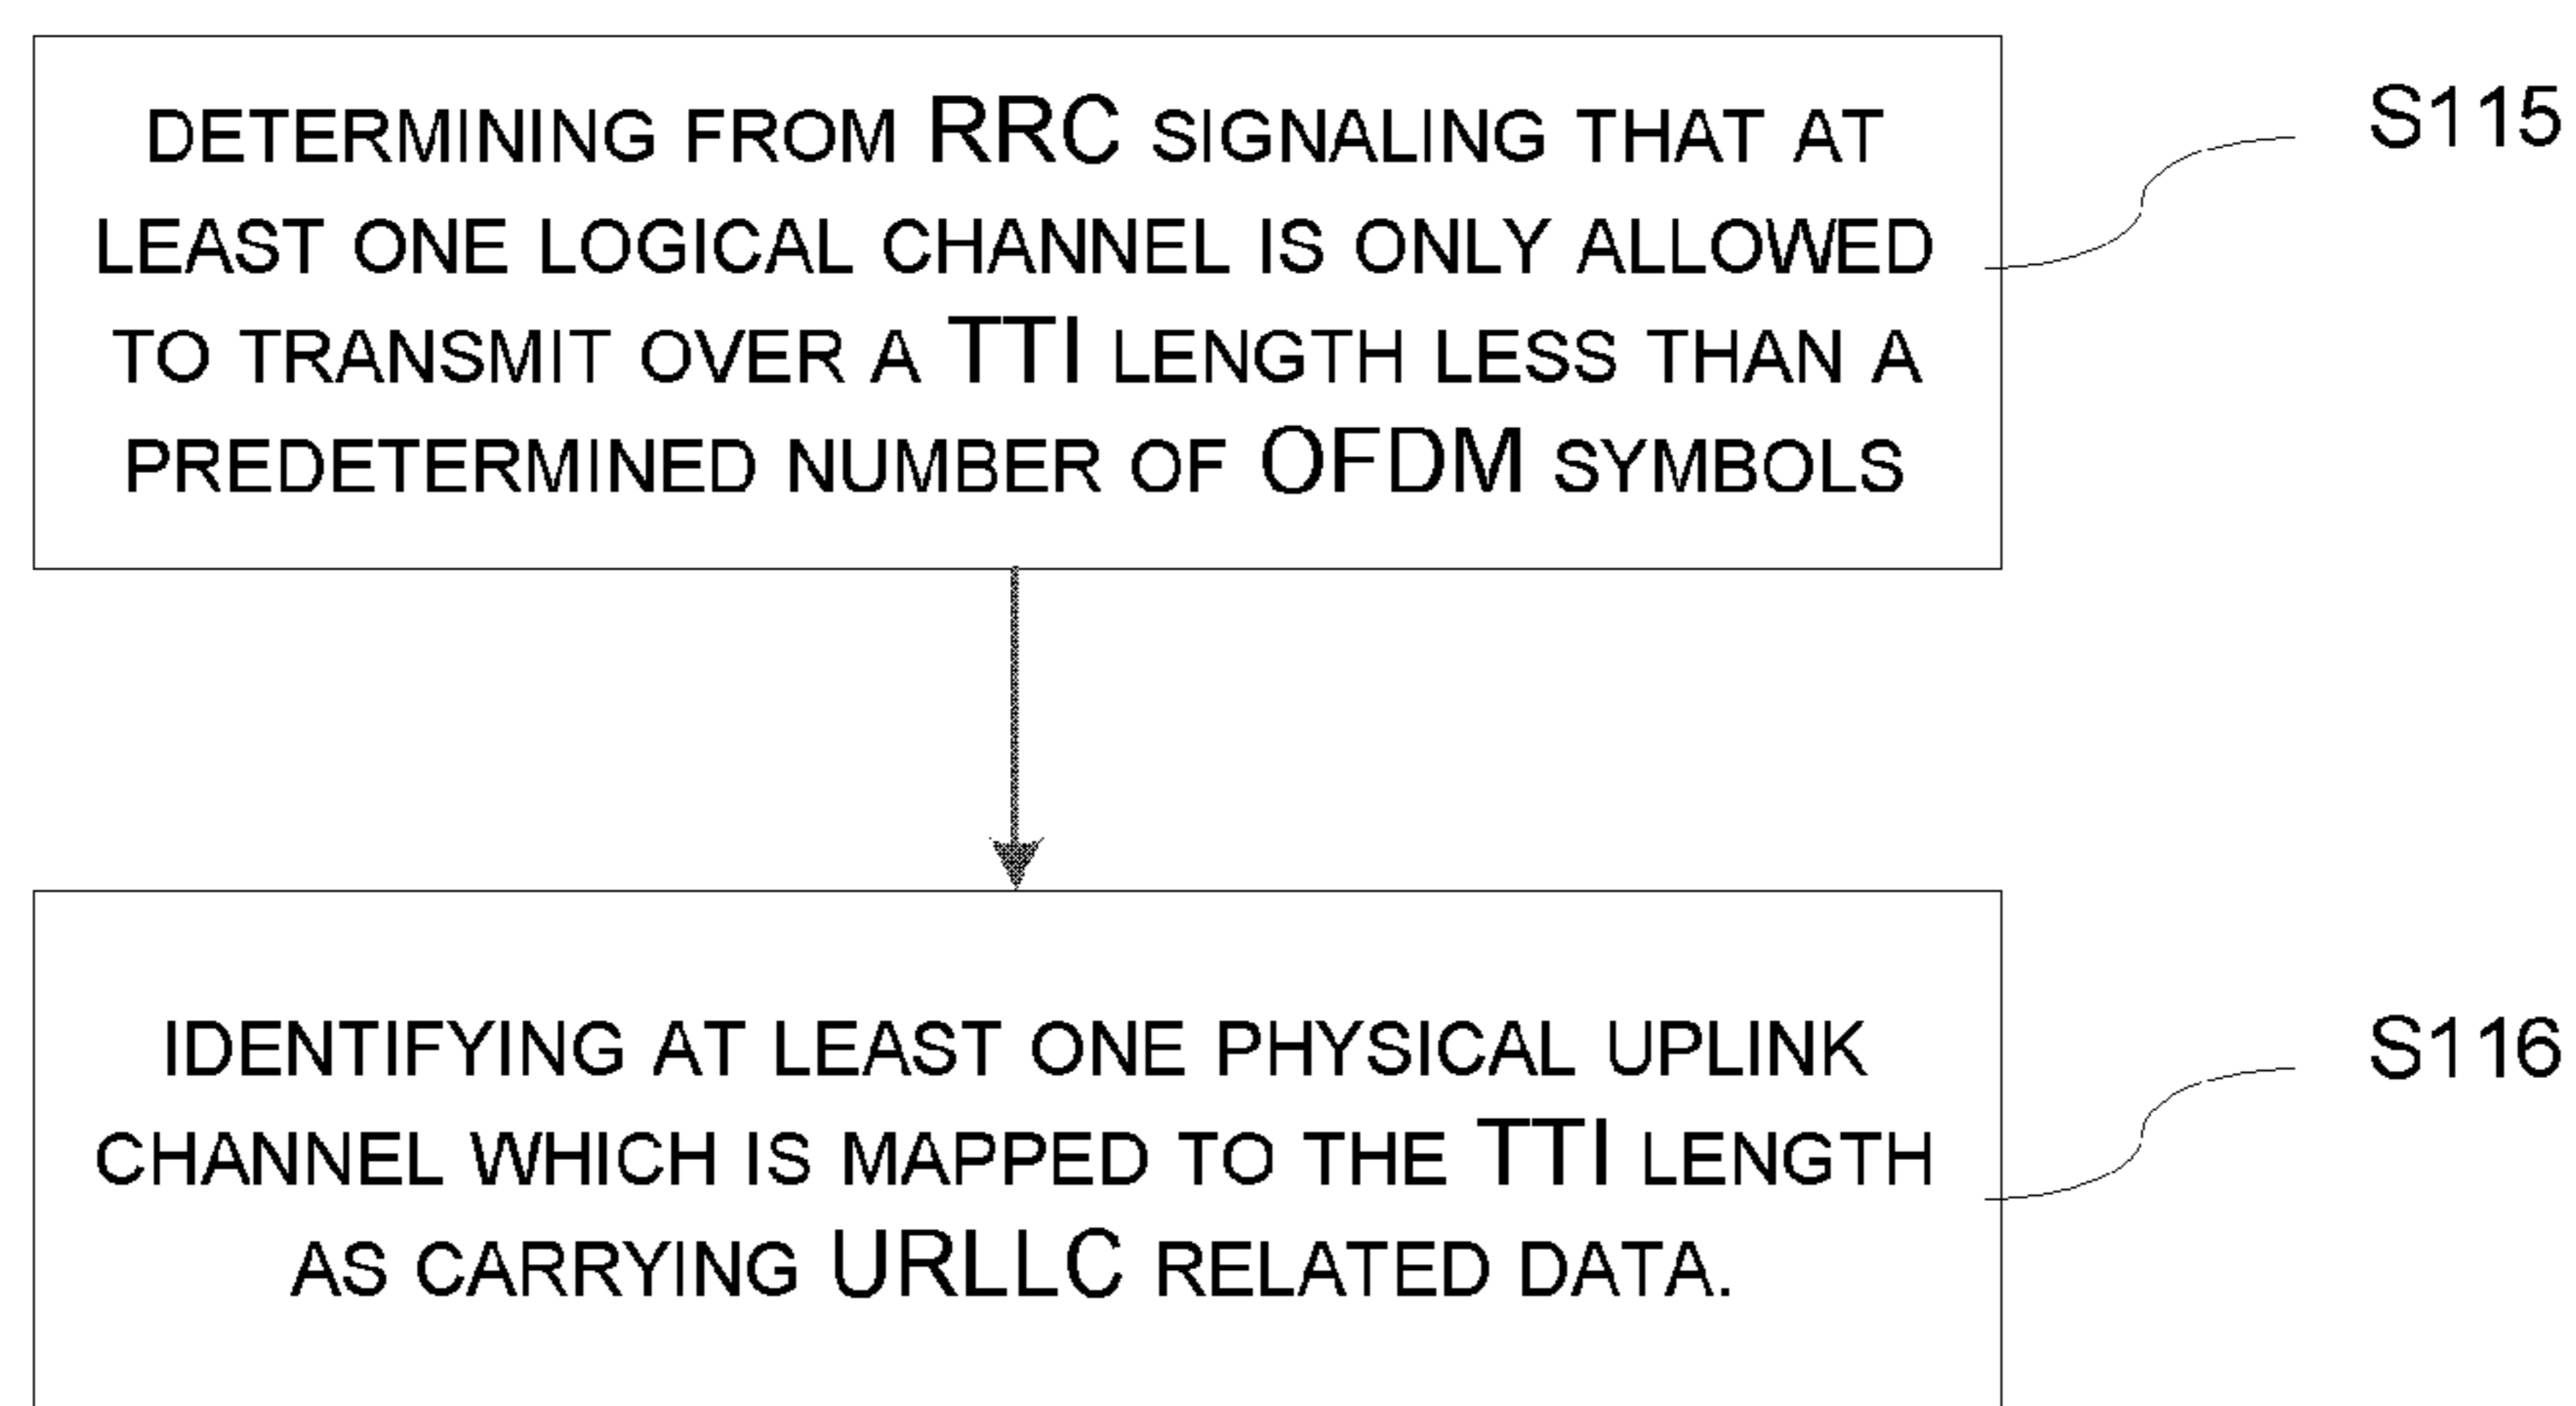 DETERMINING FROM RRC SIGNALING THAT AT
LEAST ONE LOGICAL CHANNEL IS ONLY ALLOWED
TO TRANSMIT OVER A TTI LENGTH LESS THAN A
PREDETERMINED NUMBER OF OFDM SYMBOLS
S115
IDENTIFYING AT LEAST ONE PHYSICAL UPLINK
CHANNEL WHICH IS MAPPED TO THE TTI LENGTH
AS CARRYING URLLC RELATED DATA.
S116